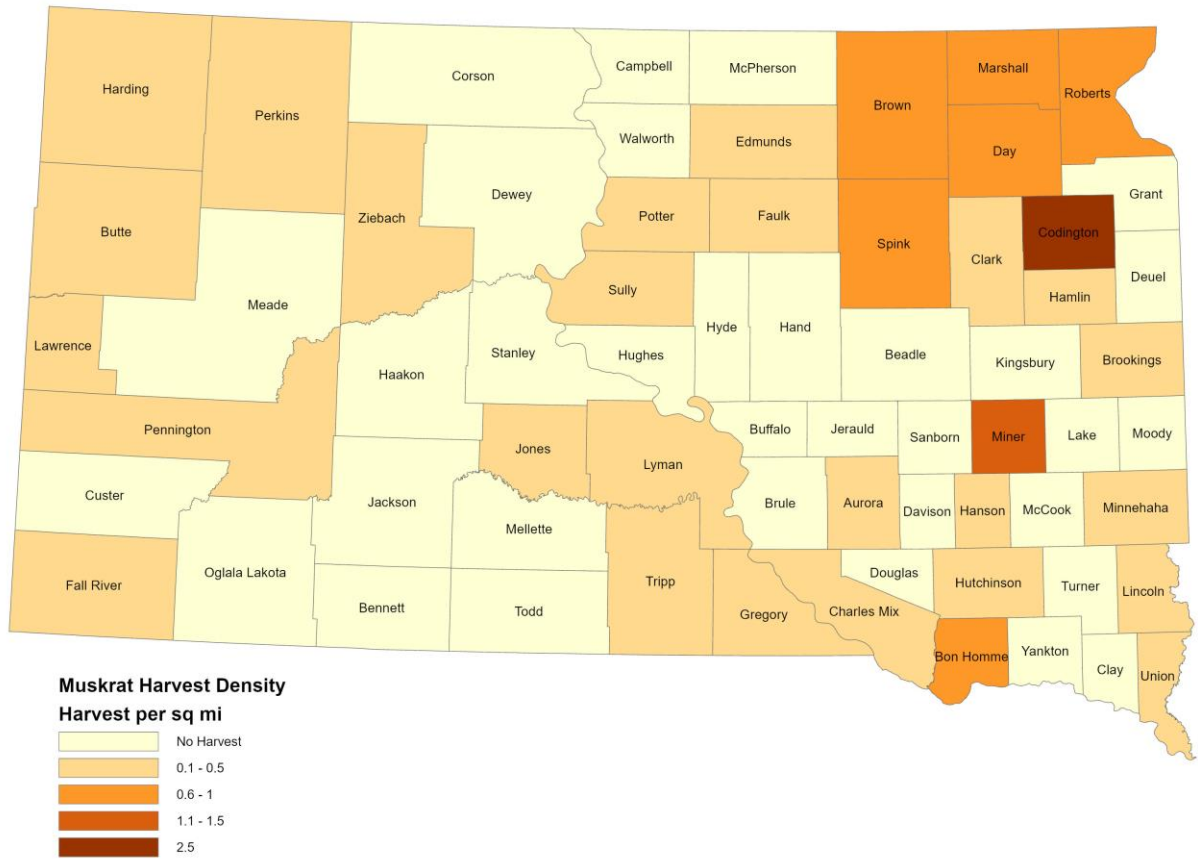 Harding
Perkins
Corson
Campbell
McPherson
Brown
Marshall
Roberts
Walworth
Edmunds
Day
Dewey
Grant
Butte
Ziebach
Potter
Faulk
Spink
Clark
Codington
Deuel
Meade
Sully
Hamlin
Lawrence
Haakon
Stanley
Hughes
Hyde
Hand
Beadle
Kingsbury
Brookings
Pennington
Jones
Lyman
Buffalo
Jerauld
Sanborn
Miner
Lake
Moody
Custer
Jackson
Mellette
Brule
Aurora
Davison
Hanson
McCook
Minnehaha
Fall River
Oglala Lakota
Bennett
Todd
Tripp
Gregory
Charles Mix
Douglas
Hutchinson
Turner
Lincoln
Bon Homme
Yankton
Clay
Union
Muskrat Harvest Density
Harvest per sq mi
No Harvest
0.1 - 0.5
0.6 - 1
1.1 - 1.5
2.5